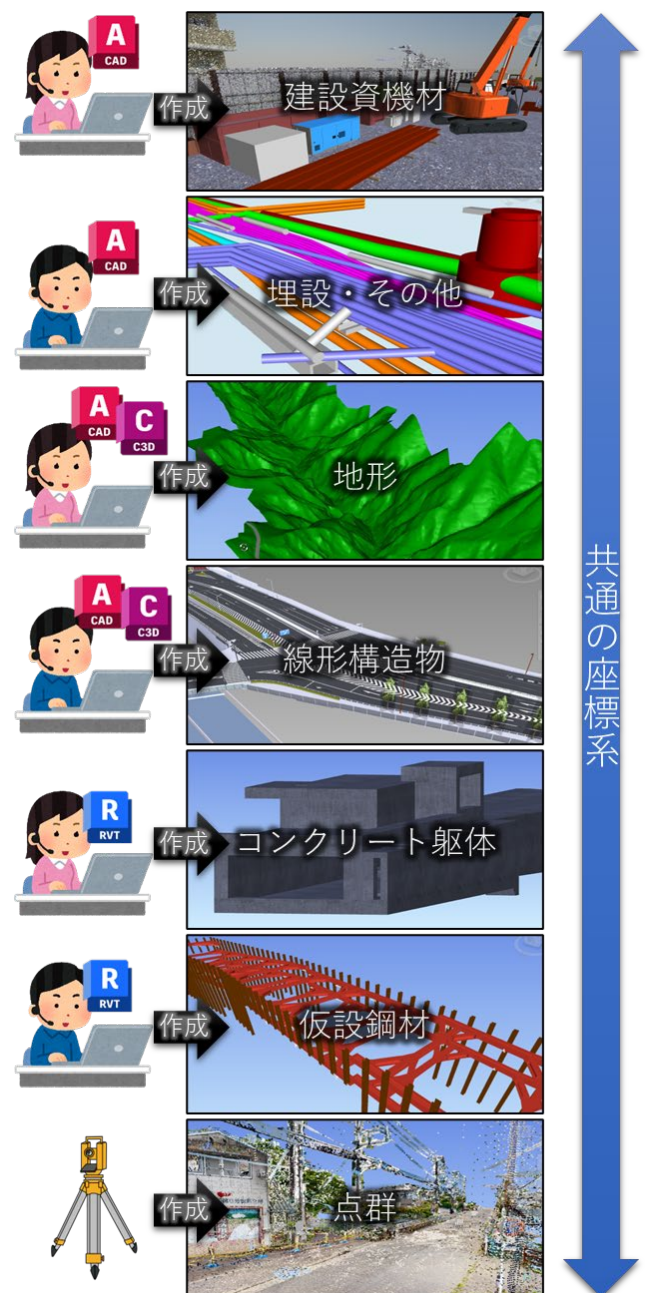 A
CAD
作成
建設資機材
A
CAD
作成
埋設・その他
A
CAD
C
C3D
作成
地形
A
CAD
C
C3D
作成
線形構造物
R
RVT
作成
コンクリート躯体
R
RVT
作成
仮設鋼材
作成
点群
共通の座標系